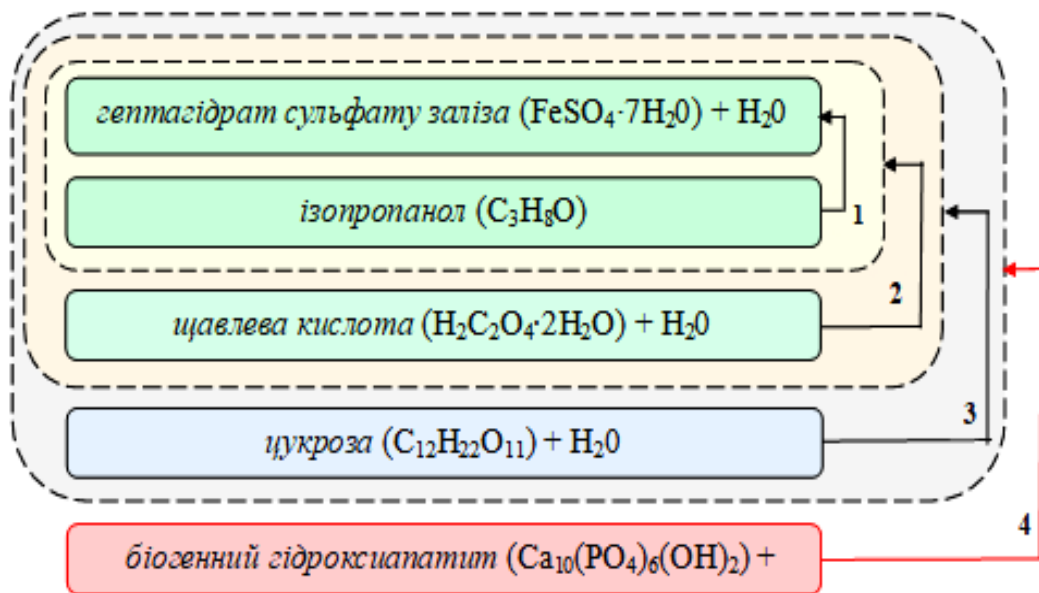 гептагідрат сульфату заліза (FeSO₄·7H₂0) + H₂0
ізопропанол (C₃H₈O)
1
щавлева кислота (H₂C₂O₄·2H₂O) + H₂0
2
цукроза (C₁₂H₂₂O₁₁) + H₂0
3
біогенний гідроксиапатит (Ca₁₀(PO₄)₆(OH)₂) +
4